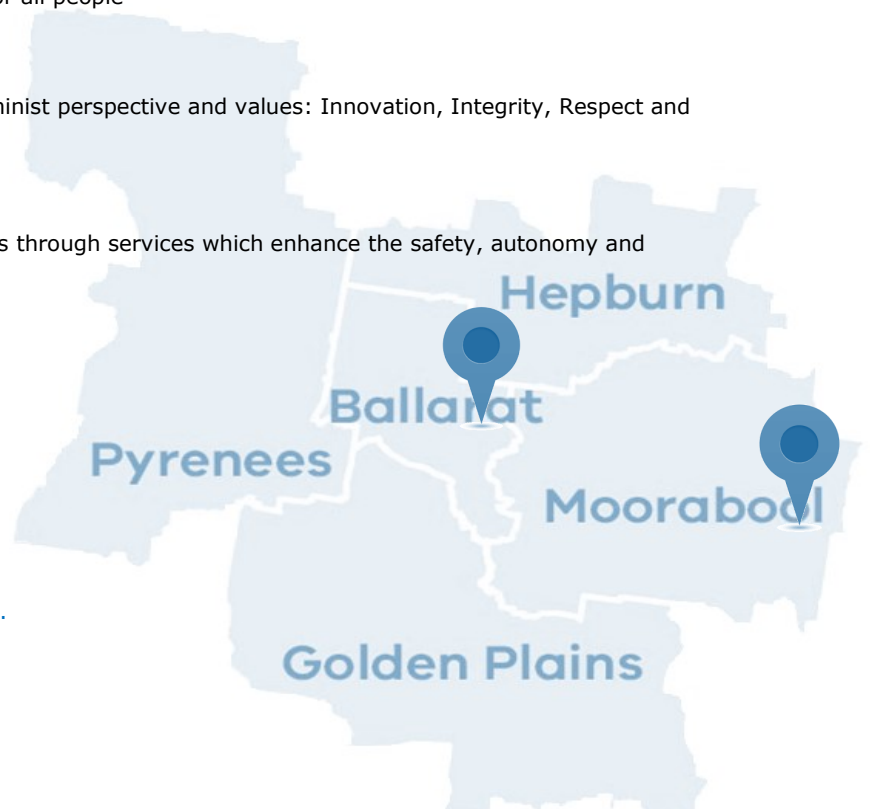 or all people
ninist perspective and values: Innovation, Integrity, Respect and
s through services which enhance the safety, autonomy and
Hepburn
Ballarat
Pyrenees
Moorabool
.
Golden Plains